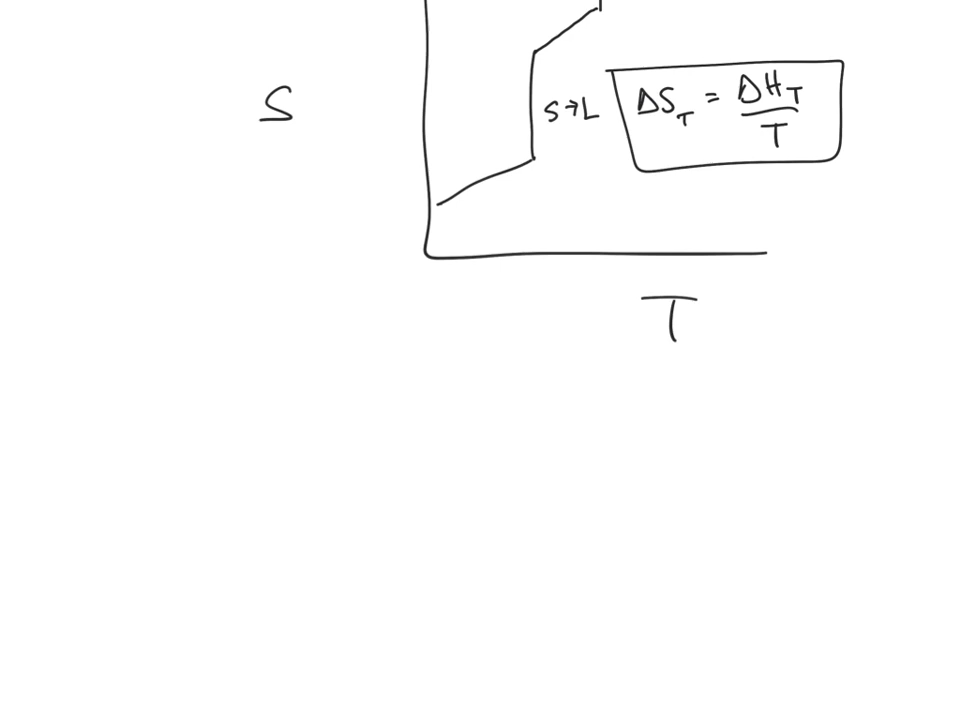 S
S→L
ΔS_T = ΔH_T / T
T